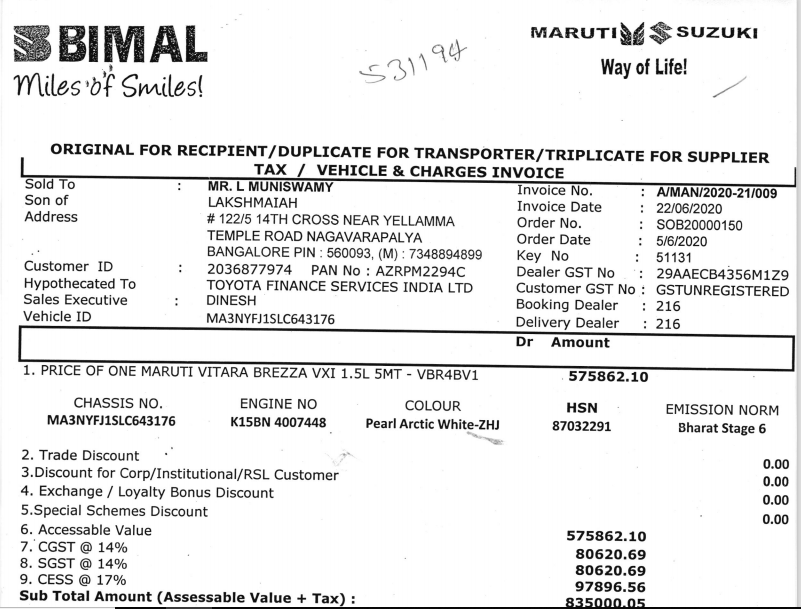 BIMAL
Miles of Smiles!
531194
MARUTI SUZUKI
Way of Life!
ORIGINAL FOR RECIPIENT/DUPLICATE FOR TRANSPORTER/TRIPLICATE FOR SUPPLIER
TAX / VEHICLE & CHARGES INVOICE
Sold To : MR. L MUNISWAMY Invoice No. : A/MAN/2020-21/009
Son of LAKSHMAIAH Invoice Date : 22/06/2020
Address # 122/5 14TH CROSS NEAR YELLAMMA Order No. : SOB20000150
TEMPLE ROAD NAGAVARAPALYA Order Date : 5/6/2020
BANGALORE PIN : 560093, (M) : 7348894899 Key No : 51131
Customer ID : 2036877974 PAN No : AZRPM2294C Dealer GST No : 29AAECB4356M1Z9
Hypothecated To TOYOTA FINANCE SERVICES INDIA LTD Customer GST No : GSTUNREGISTERED
Sales Executive : DINESH Booking Dealer : 216
Vehicle ID MA3NYFJ1SLC643176 Delivery Dealer : 216
Dr Amount
1. PRICE OF ONE MARUTI VITARA BREZZA VXI 1.5L 5MT - VBR4BV1 575862.10
CHASSIS NO. ENGINE NO COLOUR HSN EMISSION NORM
MA3NYFJ1SLC643176 K15BN 4007448 Pearl Arctic White-ZHJ 87032291 Bharat Stage 6
2. Trade Discount 0.00
3.Discount for Corp/Institutional/RSL Customer 0.00
4. Exchange / Loyalty Bonus Discount 0.00
5.Special Schemes Discount 0.00
6. Accessable Value 575862.10
7. CGST @ 14% 80620.69
8. SGST @ 14% 80620.69
9. CESS @ 17% 97896.56
Sub Total Amount (Assessable Value + Tax) : 835000.05